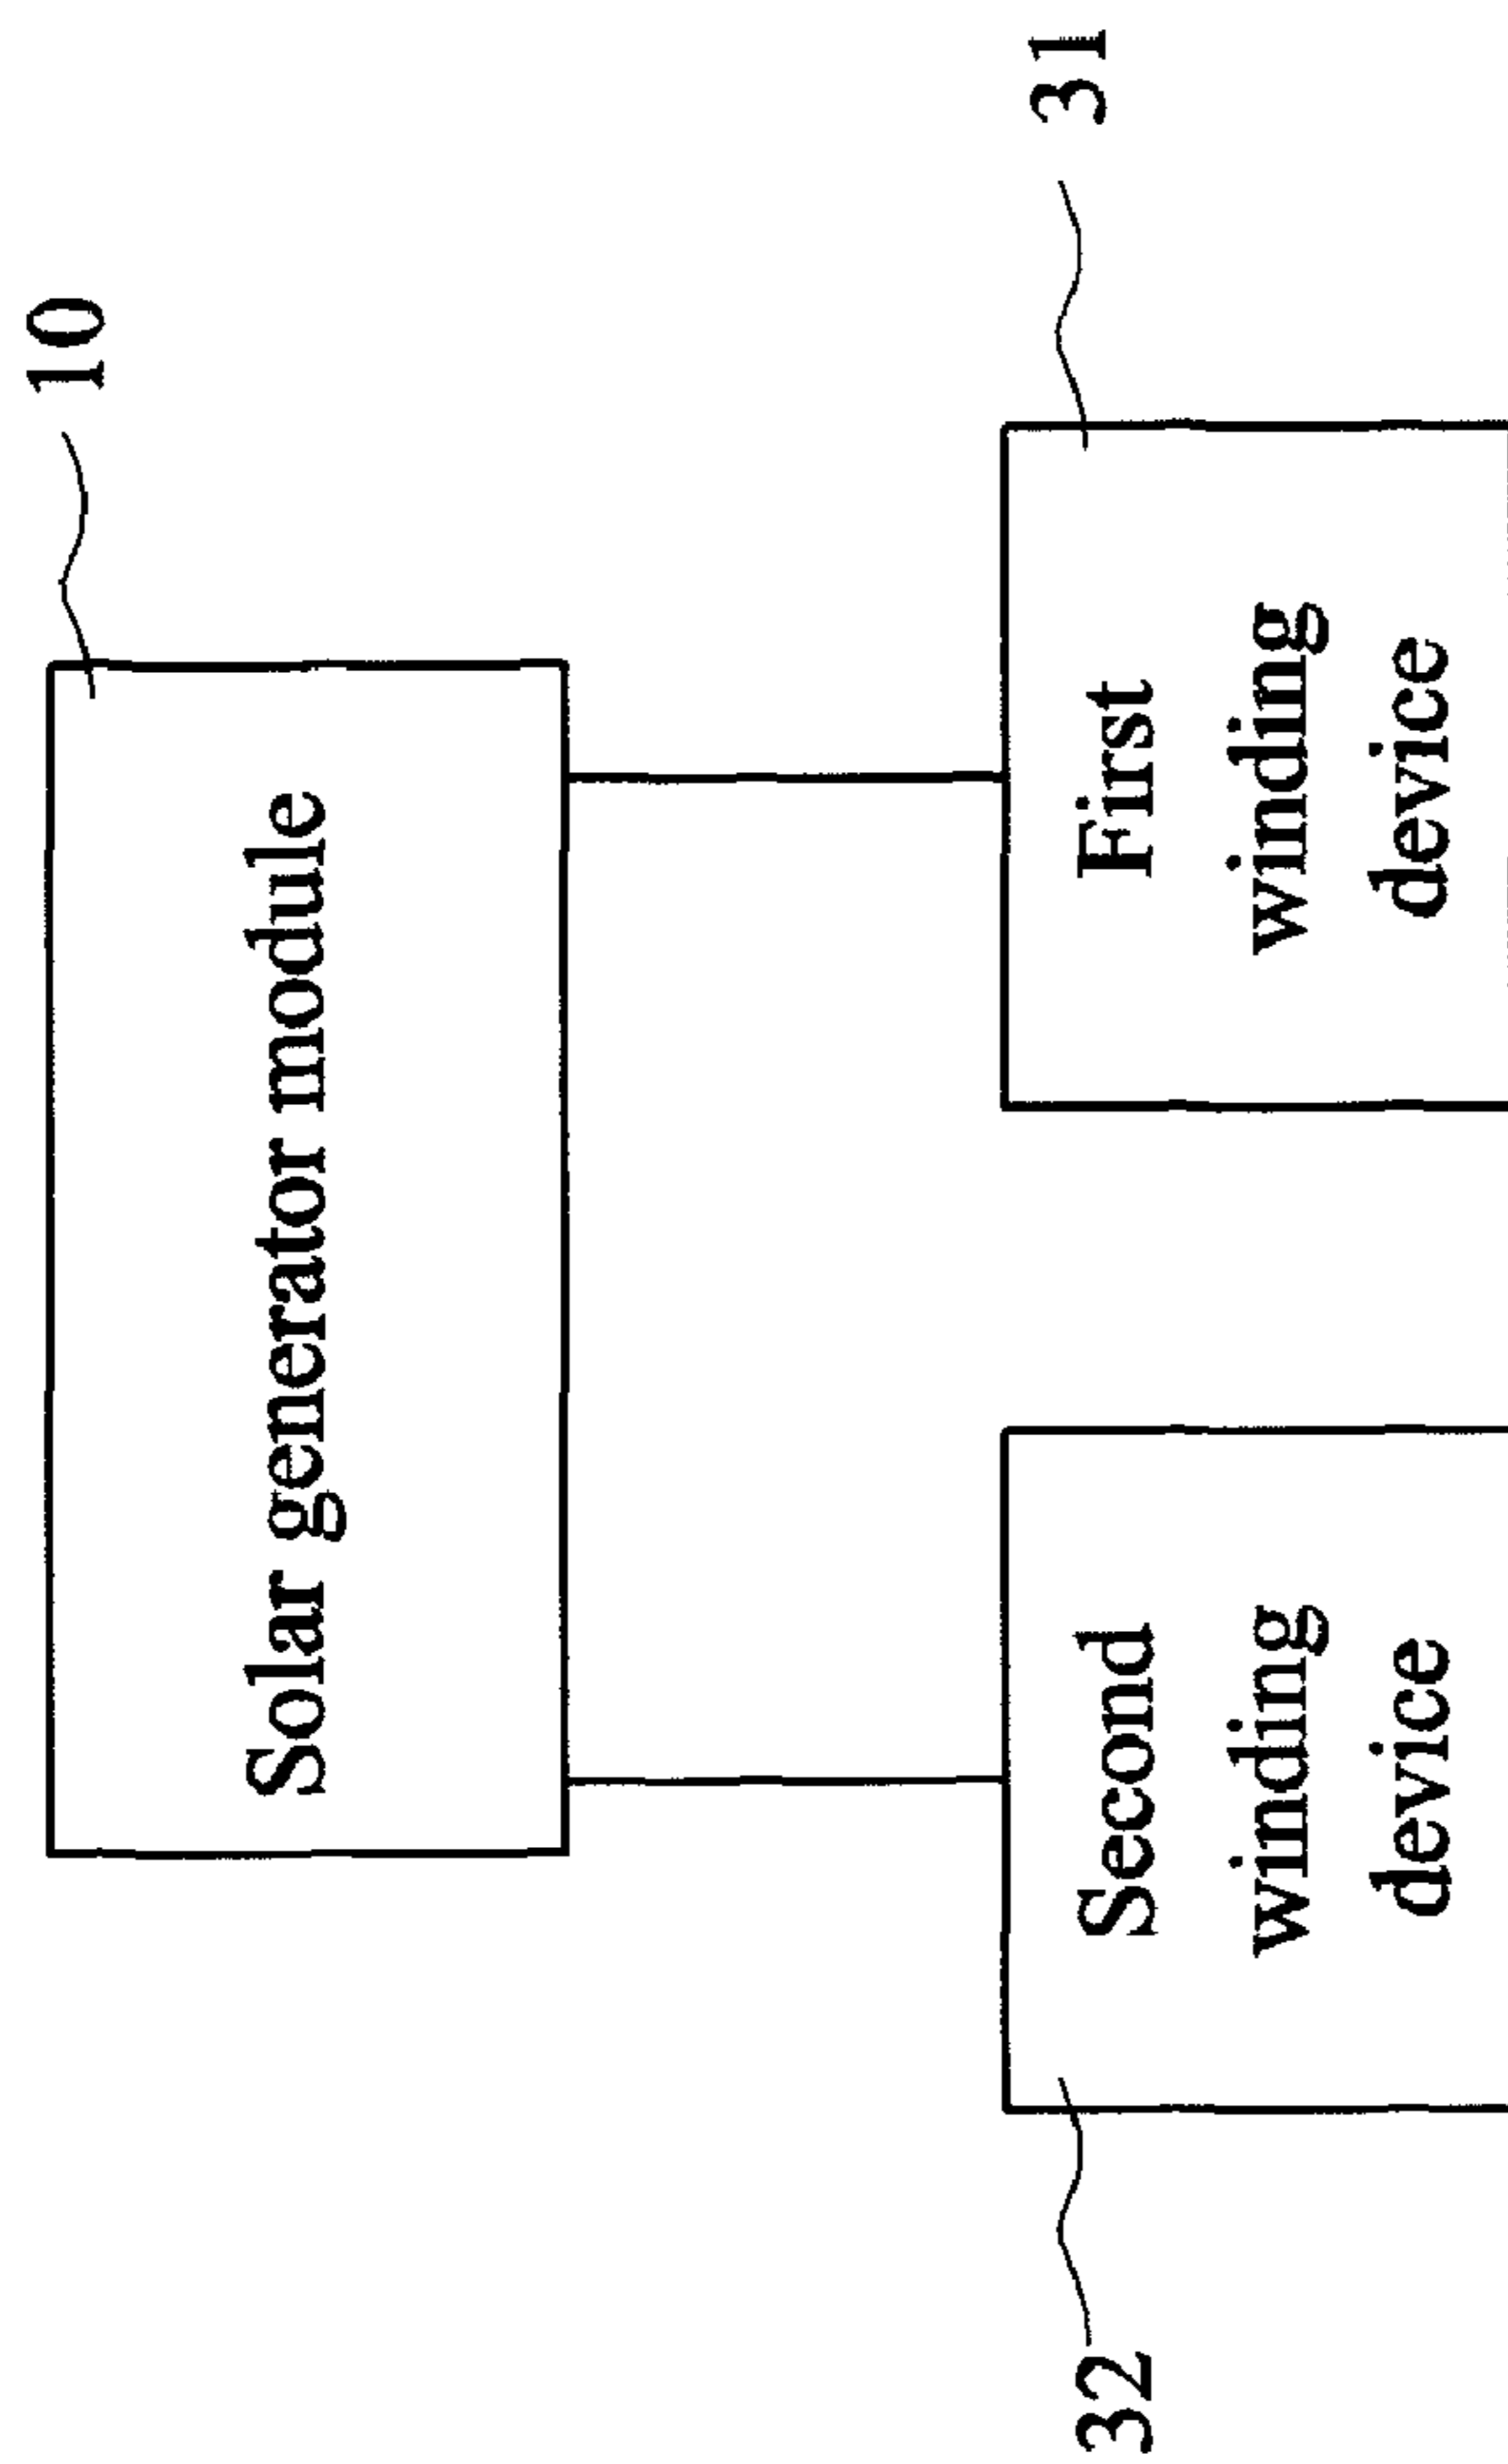 10
Solar generator module
32
Second
winding
device
31
First
winding
device